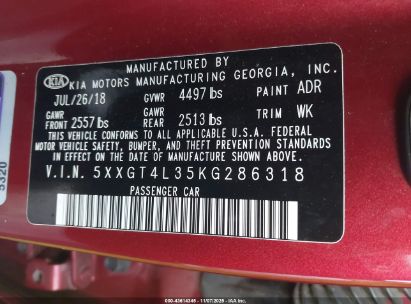 MANUFACTURED BY
KIA KIA MOTORS MANUFACTURING GEORGIA, INC.
JUL/26/18 GVWR 4497 lbs PAINT ADR
GAWR FRONT 2557 lbs GAWR REAR 2513 lbs TRIM WK
THIS VEHICLE CONFORMS TO ALL APPLICABLE U.S.A. FEDERAL
MOTOR VEHICLE SAFETY, BUMPER, AND THEFT PREVENTION STANDARDS
IN EFFECT ON THE DATE OF MANUFACTURE SHOWN ABOVE.
V.I.N. 5XXGT4L35KG286318
PASSENGER CAR
5320